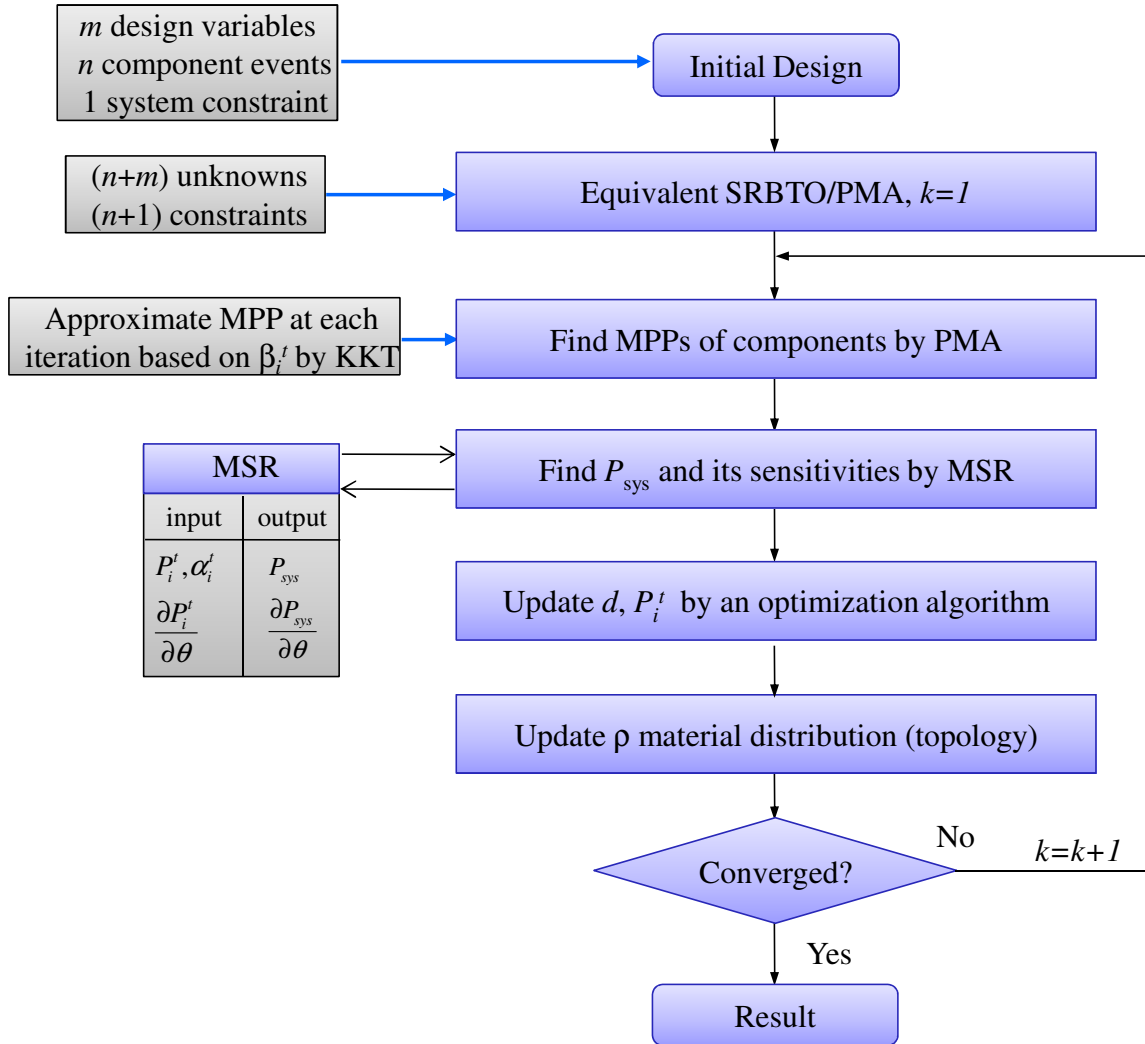 m design variables
n component events
1 system constraint
Initial Design
(n+m) unknowns
(n+1) constraints
Equivalent SRBTO/PMA, k=1
Approximate MPP at each
iteration based on βᵢᵗ by KKT
Find MPPs of components by PMA
MSR
input output
Pᵢᵗ, αᵢᵗ P_sys
∂Pᵢᵗ/∂θ ∂P_sys/∂θ
Find P_sys and its sensitivities by MSR
Update d, Pᵢᵗ by an optimization algorithm
Update ρ material distribution (topology)
Converged?
No
k=k+1
Yes
Result